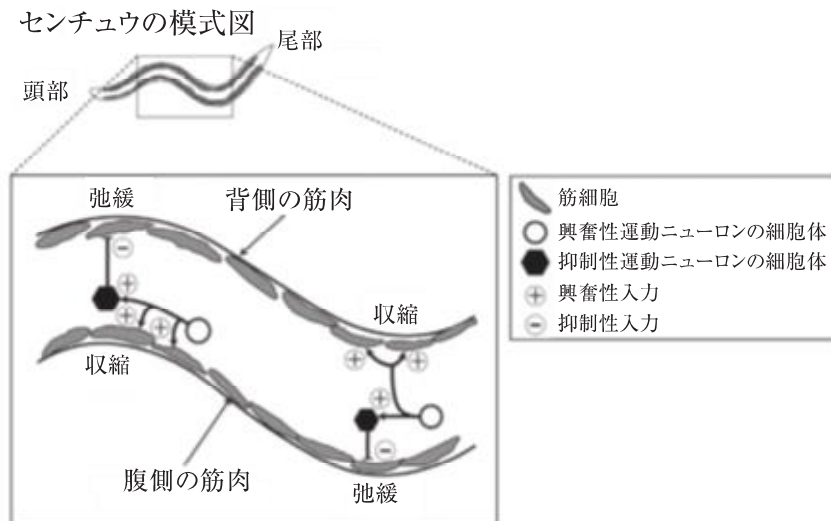 センチュウの模式図
尾部
頭部
弛緩
背側の筋肉
収縮
収縮
腹側の筋肉
弛緩
筋細胞
興奮性運動ニューロンの細胞体
抑制性運動ニューロンの細胞体
興奮性入力
抑制性入力